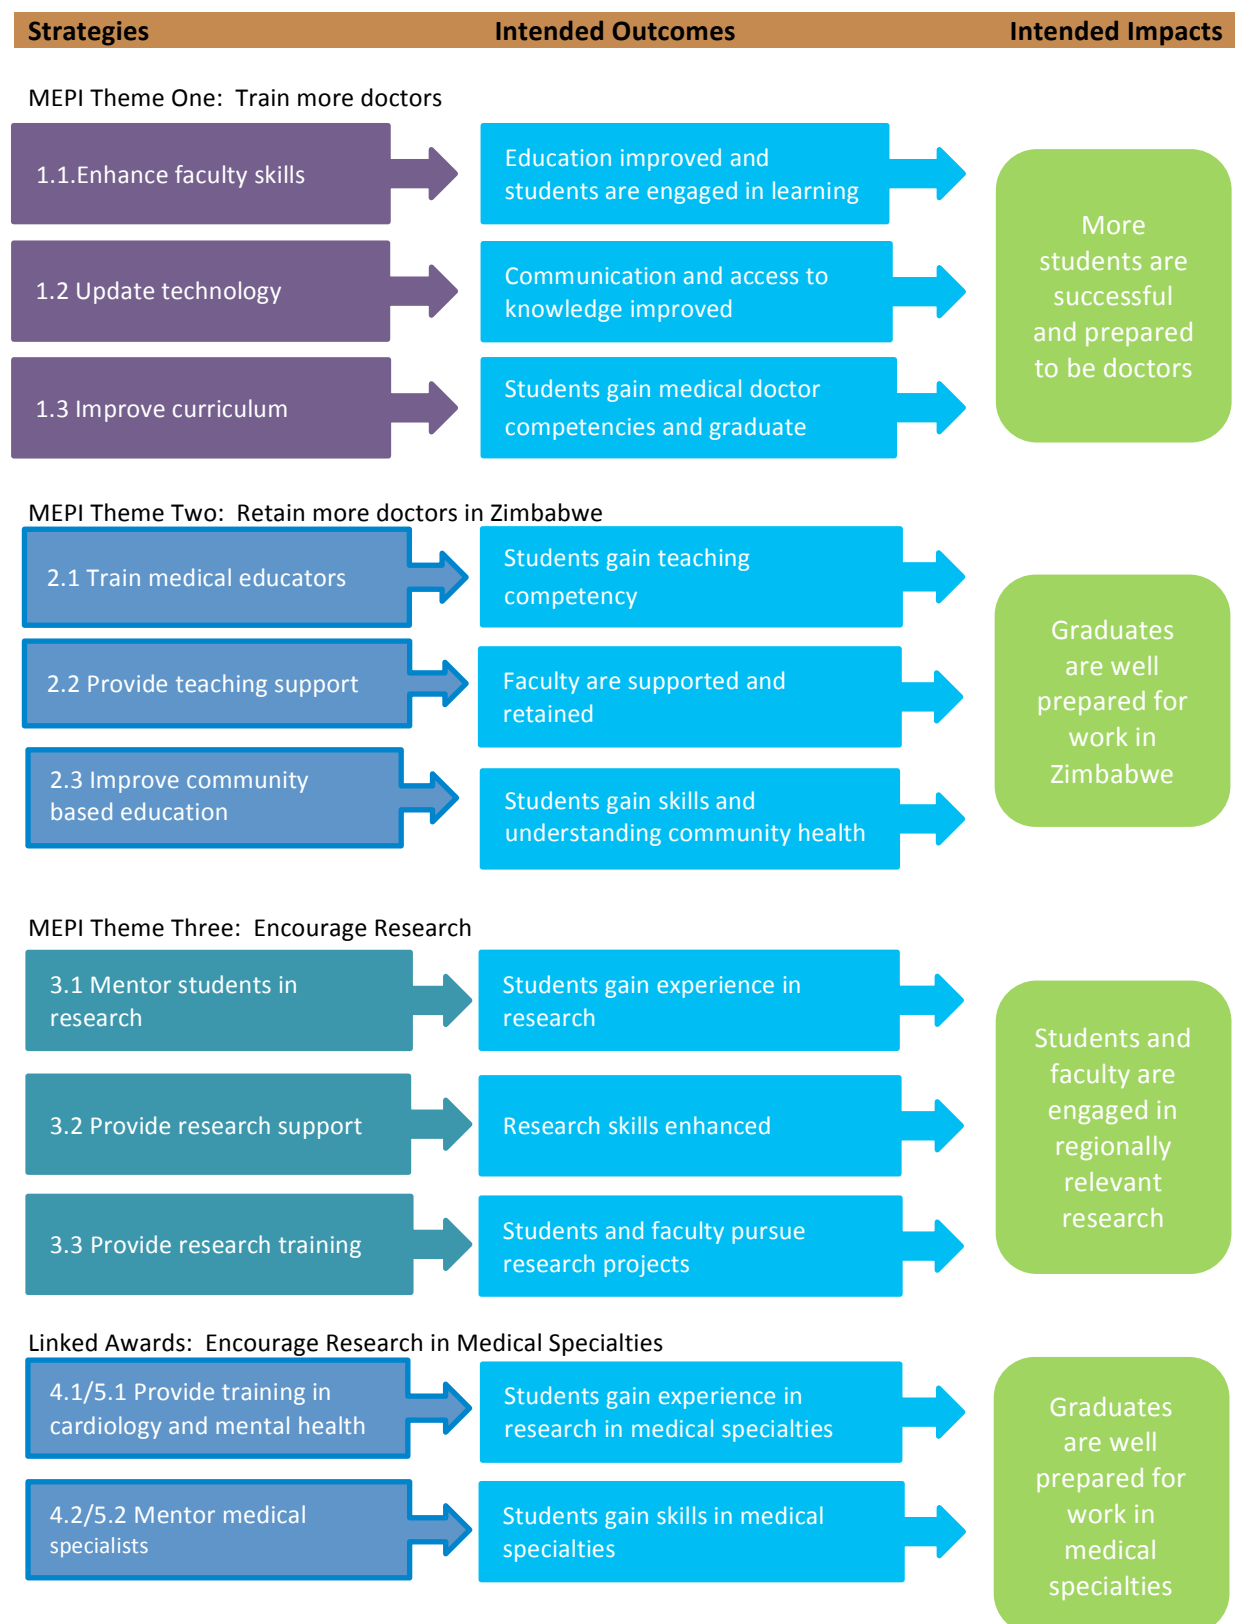 Strategies Intended Outcomes Intended Impacts
MEPI Theme One: Train more doctors
1.1.Enhance faculty skills
Education improved and
students are engaged in learning
1.2 Update technology
Communication and access to
knowledge improved
1.3 Improve curriculum
Students gain medical doctor
competencies and graduate
More
students are
successful
and prepared
to be doctors
MEPI Theme Two: Retain more doctors in Zimbabwe
2.1 Train medical educators
Students gain teaching
competency
2.2 Provide teaching support
Faculty are supported and
retained
2.3 Improve community
based education
Students gain skills and
understanding community health
Graduates
are well
prepared for
work in
Zimbabwe
MEPI Theme Three: Encourage Research
3.1 Mentor students in
research
Students gain experience in
research
3.2 Provide research support
Research skills enhanced
3.3 Provide research training
Students and faculty pursue
research projects
Students and
faculty are
engaged in
regionally
relevant
research
Linked Awards: Encourage Research in Medical Specialties
4.1/5.1 Provide training in
cardiology and mental health
Students gain experience in
research in medical specialties
4.2/5.2 Mentor medical
specialists
Students gain skills in medical
specialties
Graduates
are well
prepared for
work in
medical
specialties